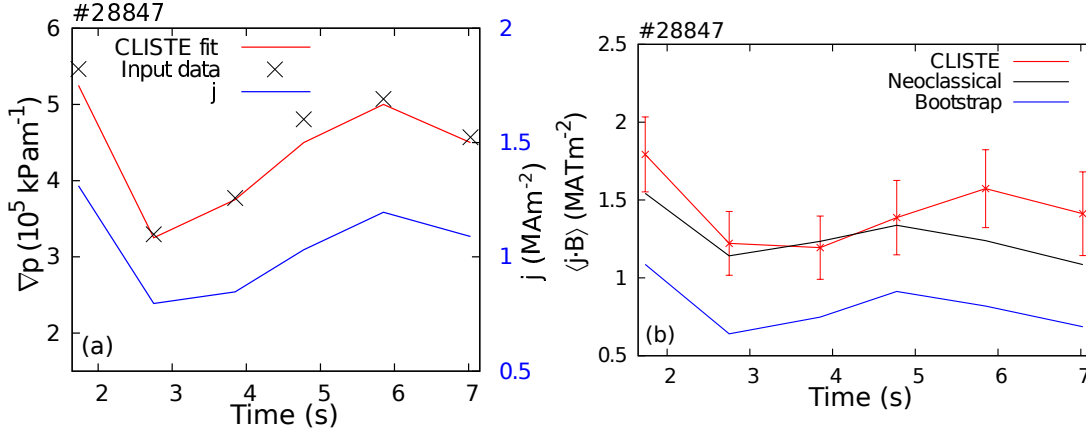 #28847
6
5
4
3
2
∇p (10⁵ kPam⁻¹)
CLISTE fit
Input data
j
(a)
2
1.5
1
0.5
j (MAm⁻²)
2 3 4 5 6 7
Time (s)
#28847
2.5
2
1.5
1
0.5
⟨j·B⟩ (MATm⁻²)
CLISTE
Neoclassical
Bootstrap
(b)
2 3 4 5 6 7
Time (s)